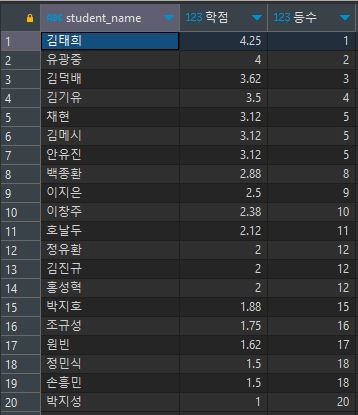 ABC student_name 123 학점 123 등수
1 김태희 4.25 1
2 유광중 4 2
3 김덕배 3.62 3
4 김기유 3.5 4
5 채현 3.12 5
6 김메시 3.12 5
7 안유진 3.12 5
8 백종환 2.88 8
9 이지은 2.5 9
10 이창주 2.38 10
11 호날두 2.12 11
12 정유환 2 12
13 김진규 2 12
14 홍성혁 2 12
15 박지호 1.88 15
16 조규성 1.75 16
17 원빈 1.62 17
18 정민식 1.5 18
19 손흥민 1.5 18
20 박지성 1 20